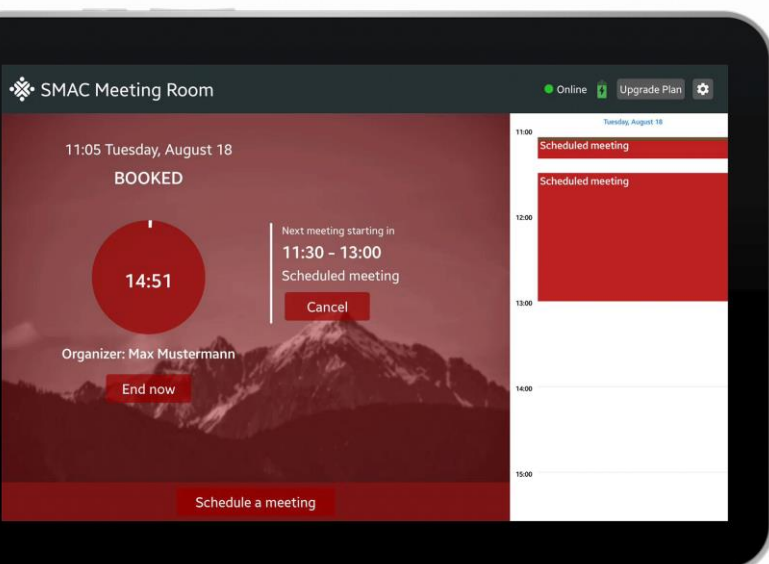 SMAC Meeting Room
Online
Upgrade Plan
11:05 Tuesday, August 18
BOOKED
14:51
Organizer: Max Mustermann
End now
Next meeting starting in
11:30 - 13:00
Scheduled meeting
Cancel
Schedule a meeting
Tuesday, August 18
11:00
Scheduled meeting
Scheduled meeting
12:00
13:00
14:00
15:00